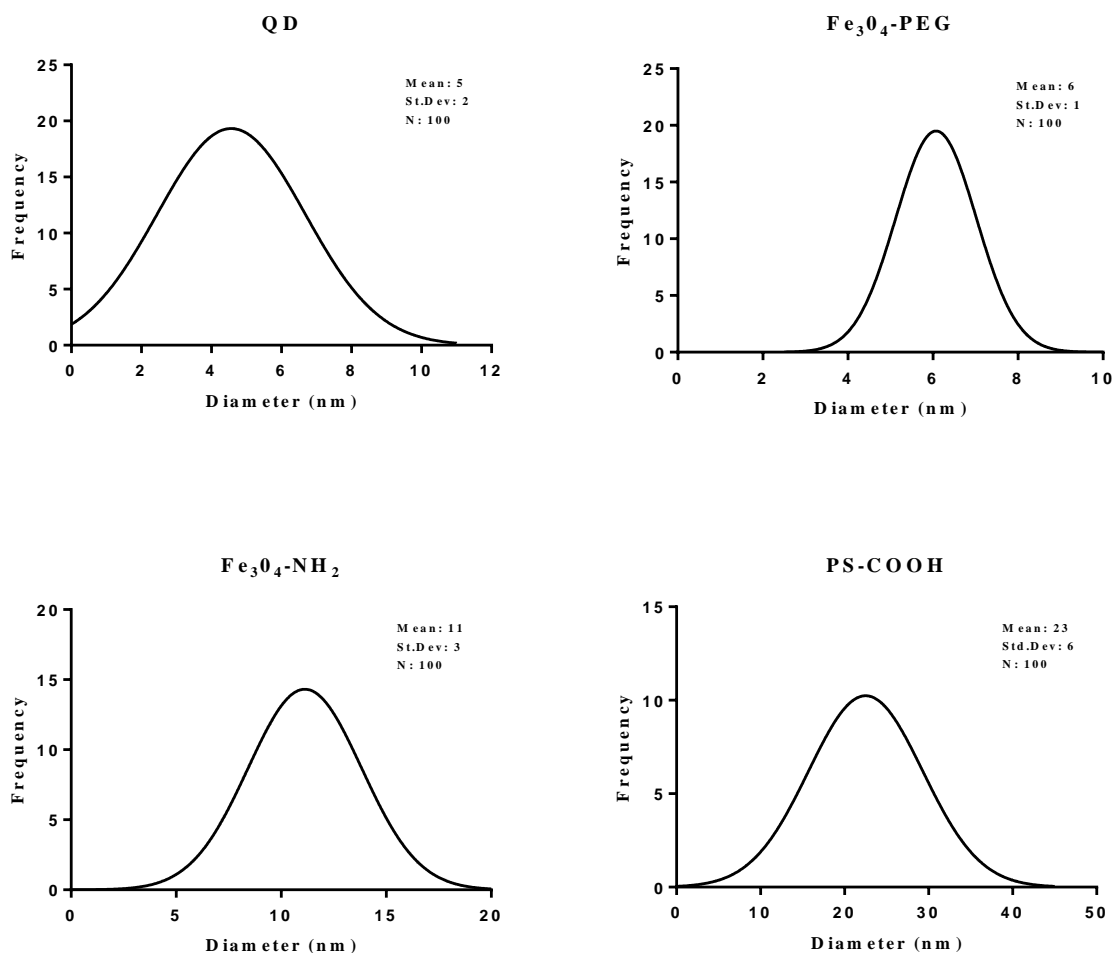 QD
25
20
15
10
5
0
Frequency
Mean: 5
St.Dev: 2
N: 100
0 2 4 6 8 10 12
Diameter (nm)
Fe₃0₄-PEG
25
20
15
10
5
0
Frequency
Mean: 6
St.Dev: 1
N: 100
0 2 4 6 8 10
Diameter (nm)
Fe₃0₄-NH₂
20
15
10
5
0
Frequency
Mean: 11
St.Dev: 3
N: 100
0 5 10 15 20
Diameter (nm)
PS-COOH
15
10
5
0
Frequency
Mean: 23
Std.Dev: 6
N: 100
0 10 20 30 40 50
Diameter (nm)